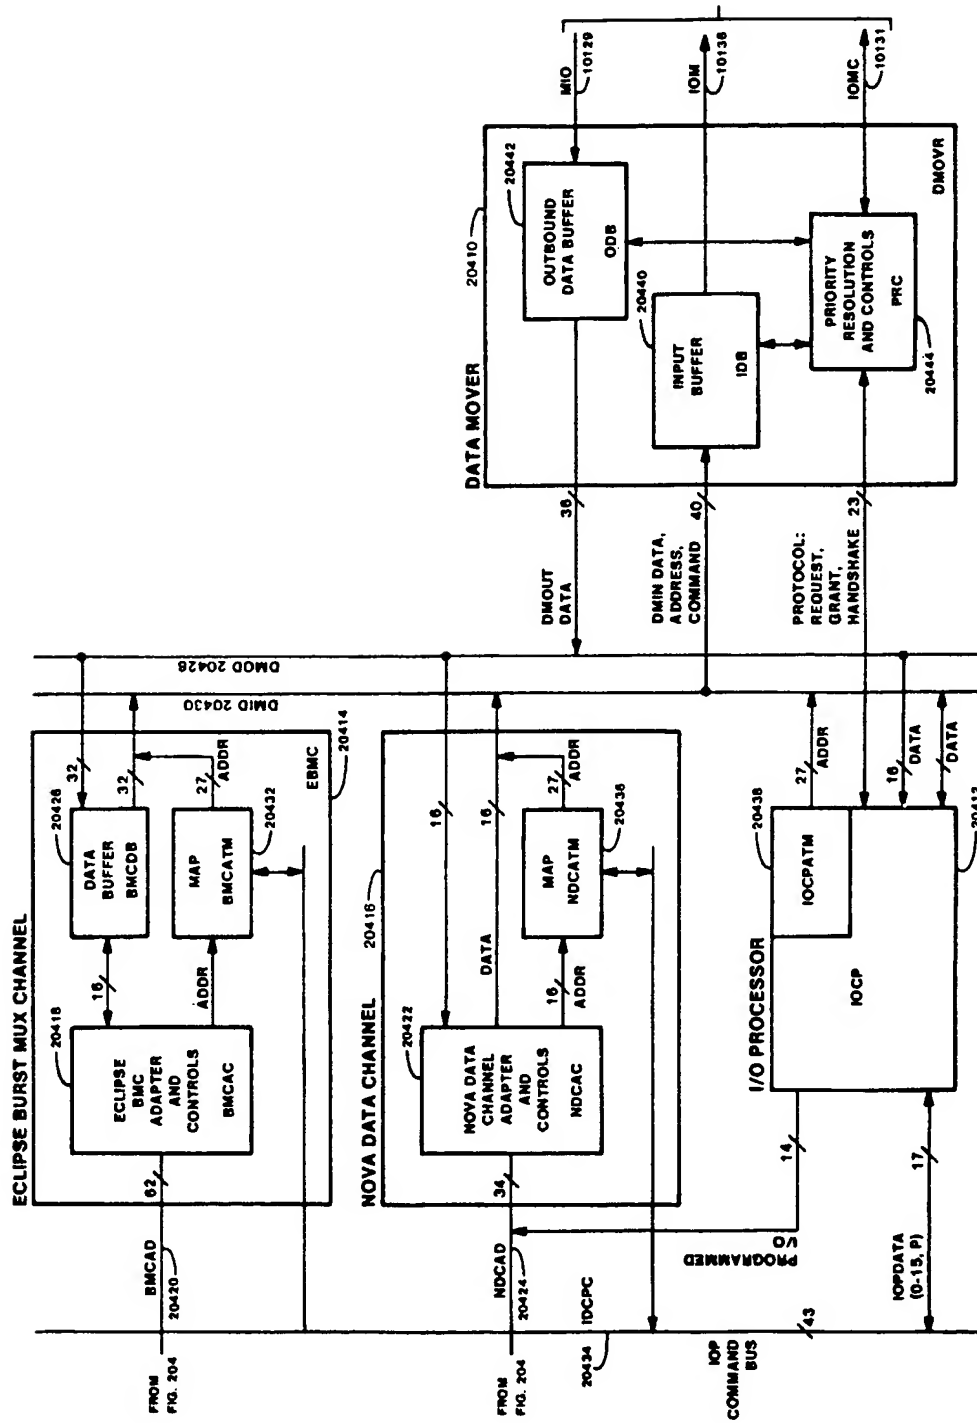 ECLIPSE BURST MUX CHANNEL
FROM
FIG. 204
BMCAD
20420
62
20418
ECLIPSE
BMC
ADAPTER
AND
CONTROLS
BMCAC
16
ADDR
20426
DATA
BUFFER
BMCDB
MAP
BMCATM
20432
32
32
27
ADDR
EBMC
20414
DMID 20430
DMOD 20428
NOVA DATA CHANNEL
20416
FROM
FIG. 204
NDCAD
20424
34
20422
NOVA DATA
CHANNEL
ADAPTER
AND
CONTROLS
NDCAC
DATA
16
ADDR
MAP
NDCATM
20436
16
16
27
ADDR
IDCPC
20434
IOP
COMMAND
BUS
43
PROGRAMMED
I/O
14
IOPDATA
(0-15, P)
17
I/O PROCESSOR
IOCP
IOCPATM
20438
27
ADDR
16
DATA
DATA
20412
DMOUT
DATA
36
DMIN DATA,
ADDRESS,
COMMAND
40
PROTOCOL:
REQUEST,
GRANT,
HANDSHAKE
23
DATA MOVER
20410
OUTBOUND
DATA BUFFER
ODB
20442
INPUT
BUFFER
IDB
20440
PRIORITY
RESOLUTION
AND CONTROLS
PRC
20444
DMOVR
MIO
10129
IOM
10136
IOMC
10131